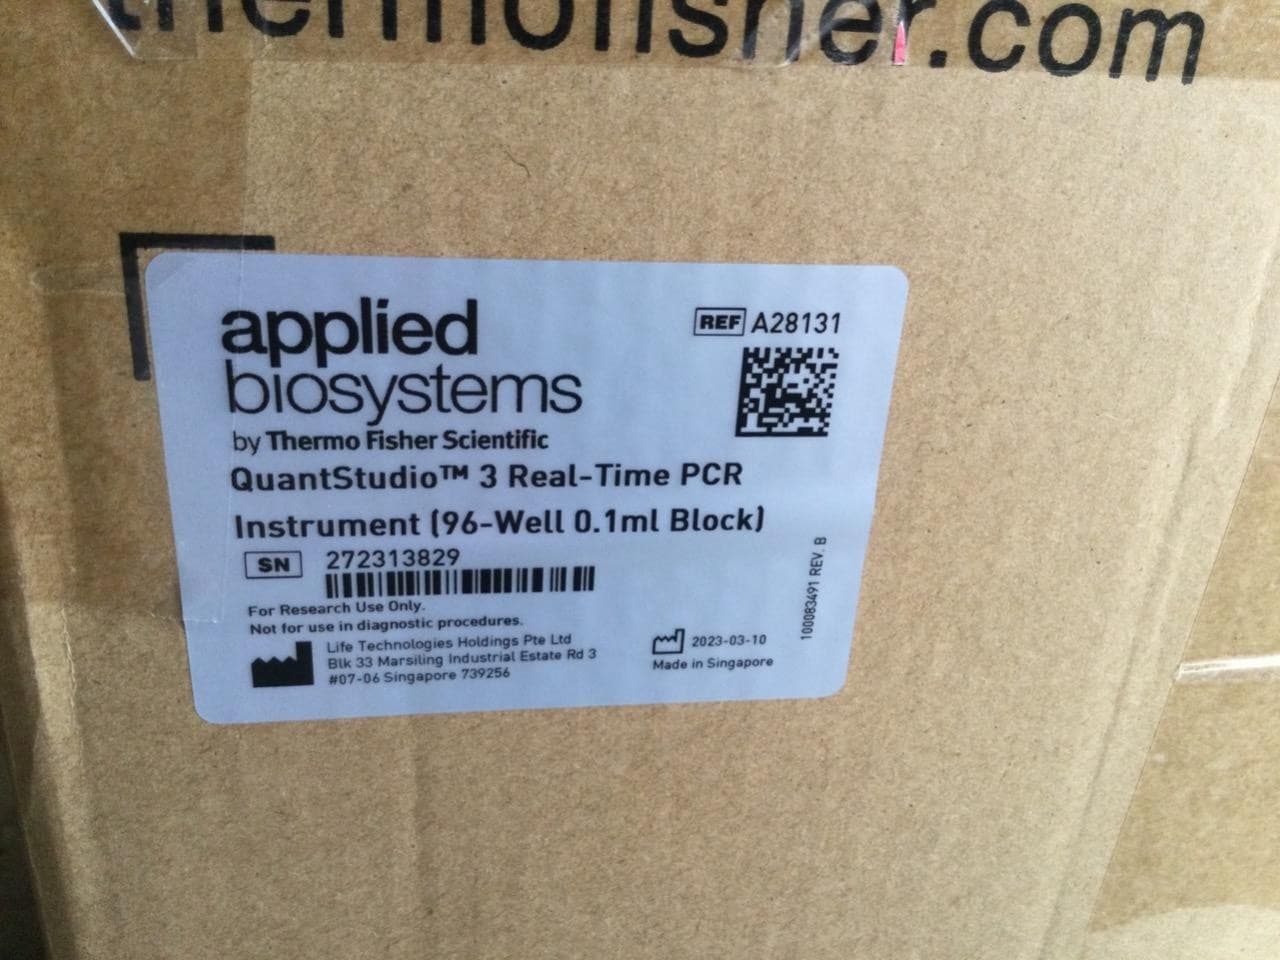 thermofisher.com
applied
biosystems
by Thermo Fisher Scientific
REF A28131
QuantStudio™ 3 Real-Time PCR
Instrument (96-Well 0.1ml Block)
SN 272313829
For Research Use Only.
Not for use in diagnostic procedures.
Life Technologies Holdings Pte Ltd
Blk 33 Marsiling Industrial Estate Rd 3
#07-06 Singapore 739256
2023-03-10
Made in Singapore
100083491 REV. B